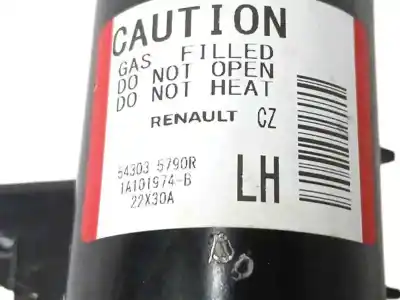 CAUTION
GAS FILLED
DO NOT OPEN
DO NOT HEAT
RENAULT CZ
54303 5790R
1A101974-B
22X30A
LH